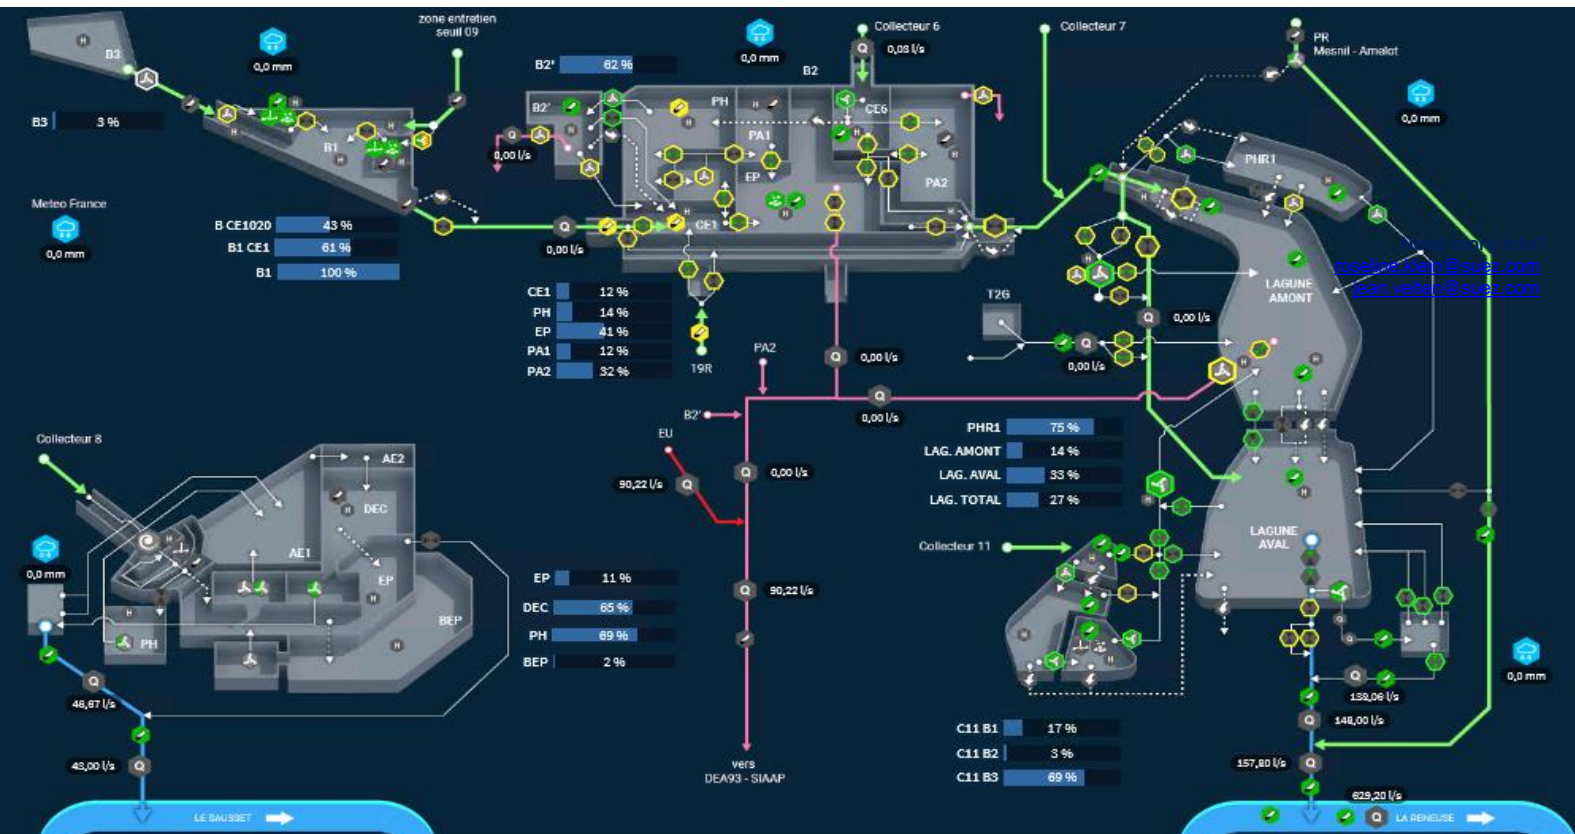 zone entretien
seuil 09
Collecteur 6
0,03 l/s
Collecteur 7
PR
Mesnil - Amelot
B3
0,0 mm
0,0 mm
0,0 mm
B2' 62 %
B2
B2'
PH
CE6
PA1
EP
PA2
CE1
B3 3 %
B1
0,00 l/s
PHR1
Meteo France
0,0 mm
B CE1020 43 %
B1 CE1 61 %
B1 100 %
0,00 l/s
roseline.klein@suez.com
LAGUNE
AMONT
T2G
0,00 l/s
CE1 12 %
PH 14 %
EP 41 %
PA1 12 %
PA2 32 %
19R
PA2
0,00 l/s
0,00 l/s
0,00 l/s
B2'
EU
90,22 l/s
0,00 l/s
PHR1 75 %
LAG. AMONT 14 %
LAG. AVAL 33 %
LAG. TOTAL 27 %
Collecteur 8
AE2
DEC
AE1
EP
BEP
PH
0,0 mm
LAGUNE
AVAL
Collecteur 11
EP 11 %
DEC 65 %
PH 69 %
BEP 2 %
90,22 l/s
46,67 l/s
43,00 l/s
0,0 mm
138,06 l/s
148,00 l/s
157,80 l/s
629,20 l/s
C11 B1 17 %
C11 B2 3 %
C11 B3 69 %
vers
DEA93 - SIAAP
LE SAUSSET
LA RENEUSE